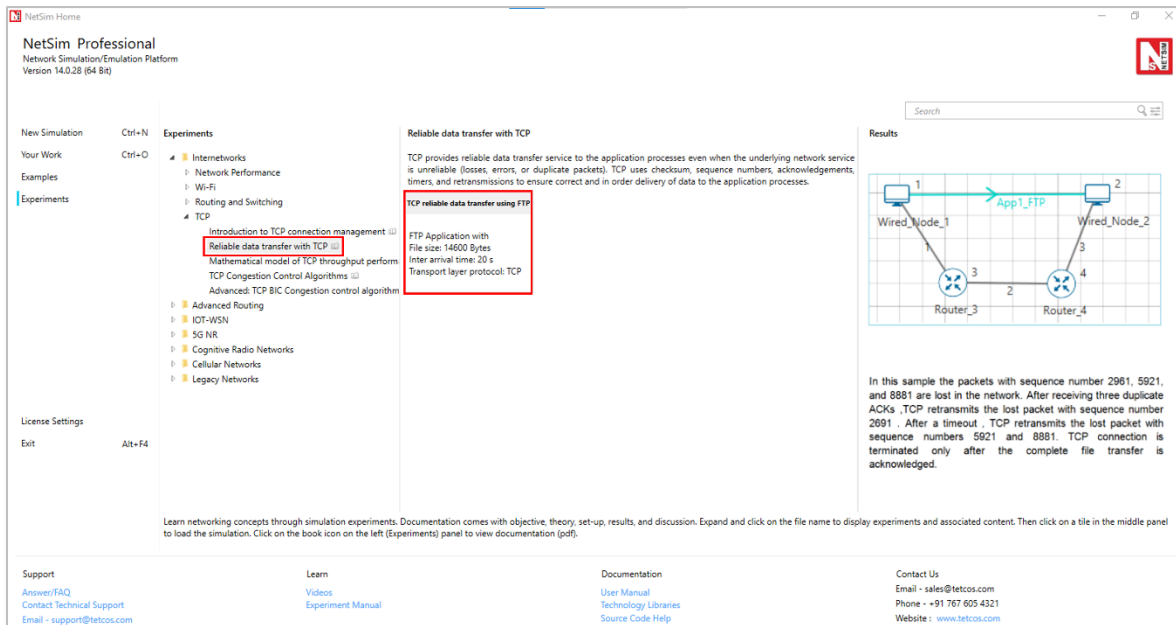 NetSim Home
NetSim Professional
Network Simulation/Emulation Platform
Version 14.0.28 (64 Bit)
NETSIM
Search
New Simulation Ctrl+N
Your Work Ctrl+O
Examples
Experiments
License Settings
Exit Alt+F4
Experiments
Internetworks
Network Performance
Wi-Fi
Routing and Switching
TCP
Introduction to TCP connection management
Reliable data transfer with TCP
Mathematical model of TCP throughput perform
TCP Congestion Control Algorithms
Advanced: TCP BIC Congestion control algorithm
Advanced Routing
IOT-WSN
5G NR
Cognitive Radio Networks
Cellular Networks
Legacy Networks
Reliable data transfer with TCP
TCP provides reliable data transfer service to the application processes even when the underlying network service
is unreliable (losses, errors, or duplicate packets). TCP uses checksum, sequence numbers, acknowledgements,
timers, and retransmissions to ensure correct and in order delivery of data to the application processes.
TCP reliable data transfer using FTP
FTP Application with
File size: 14600 Bytes
Inter arrival time: 20 s
Transport layer protocol: TCP
Results
1 2
App1_FTP
Wired_Node_1 Wired_Node_2
1 3
3 4
2
Router_3 Router_4
In this sample the packets with sequence number 2961, 5921,
and 8881 are lost in the network. After receiving three duplicate
ACKs ,TCP retransmits the lost packet with sequence number
2691 . After a timeout , TCP retransmits the lost packet with
sequence numbers 5921 and 8881. TCP connection is
terminated only after the complete file transfer is
acknowledged.
Learn networking concepts through simulation experiments. Documentation comes with objective, theory, set-up, results, and discussion. Expand and click on the file name to display experiments and associated content. Then click on a tile in the middle panel
to load the simulation. Click on the book icon on the left (Experiments) panel to view documentation (pdf).
Support
Answer/FAQ
Contact Technical Support
Email - support@tetcos.com
Learn
Videos
Experiment Manual
Documentation
User Manual
Technology Libraries
Source Code Help
Contact Us
Email - sales@tetcos.com
Phone - +91 767 605 4321
Website : www.tetcos.com